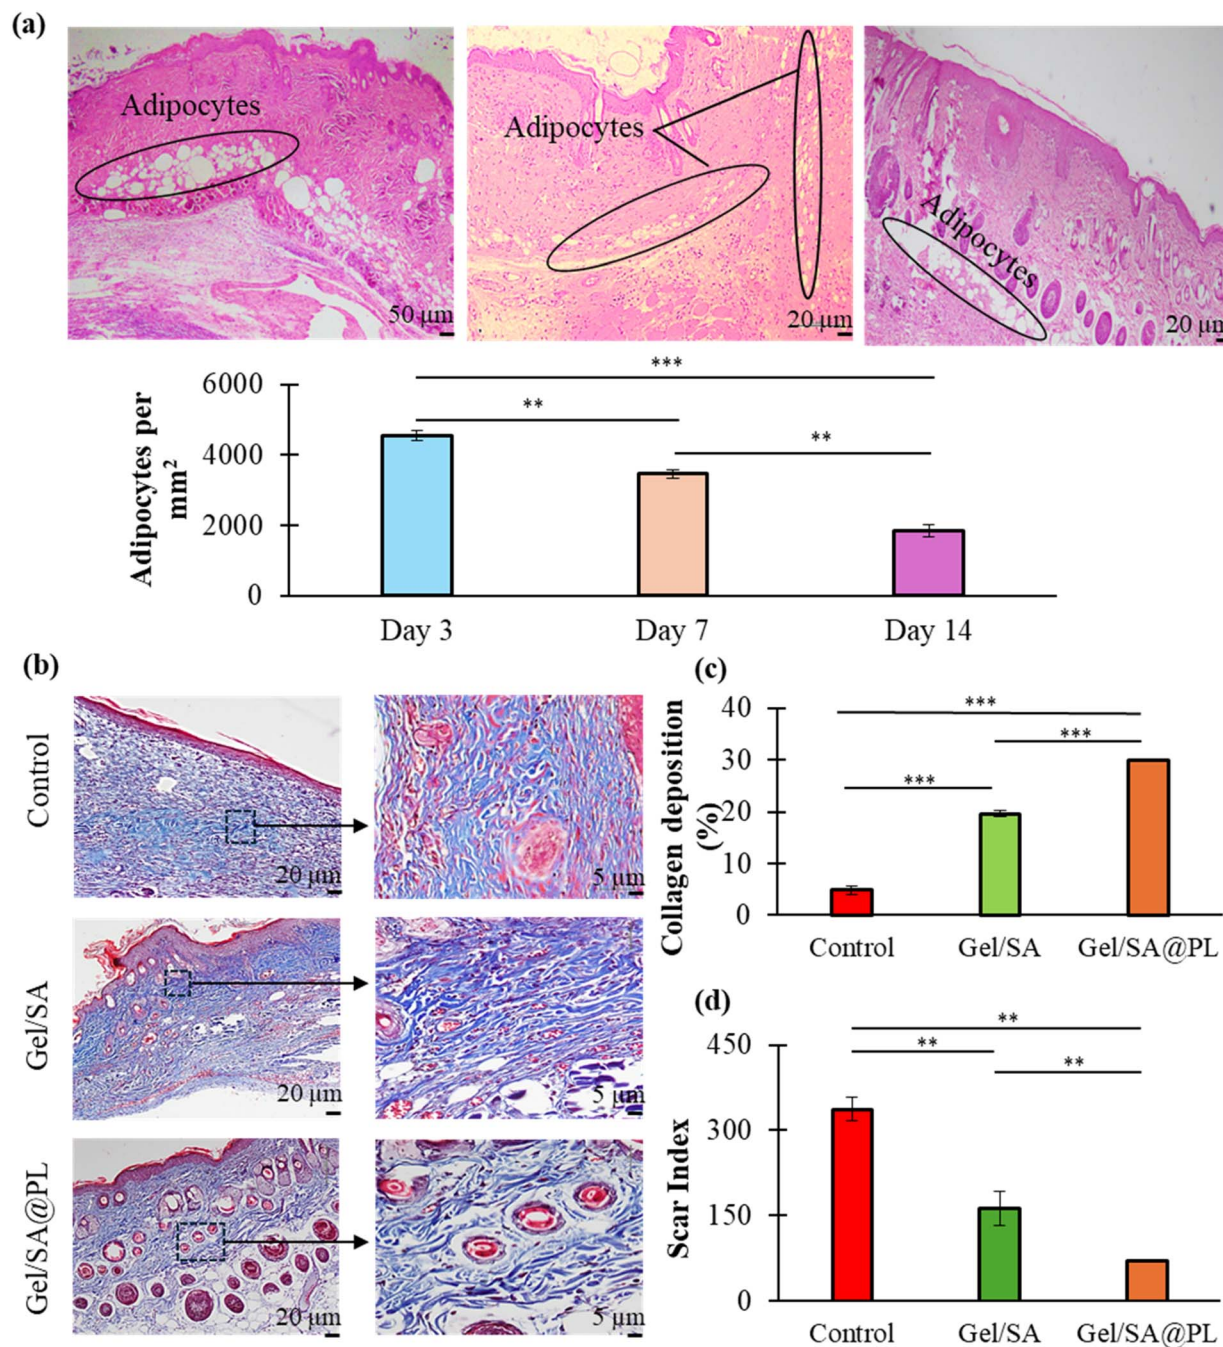 (a)
Adipocytes
50 µm
Adipocytes
20 µm
Adipocytes
20 µm
Adipocytes per
mm²
6000
4000
2000
0
***
**
**
Day 3
Day 7
Day 14
(b)
Control
20 µm
5 µm
Gel/SA
20 µm
5 µm
Gel/SA@PL
20 µm
5 µm
(c)
Collagen deposition
(%)
40
30
20
10
0
***
***
***
Control
Gel/SA
Gel/SA@PL
(d)
Scar Index
450
300
150
0
**
**
**
Control
Gel/SA
Gel/SA@PL